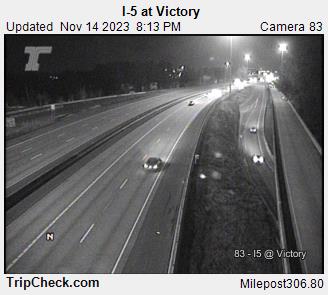 I-5 at Victory
Updated Nov 14 2023 8:13 PM Camera 83
T
N
83 - I5 @ Victory
TripCheck.com Milepost306.80